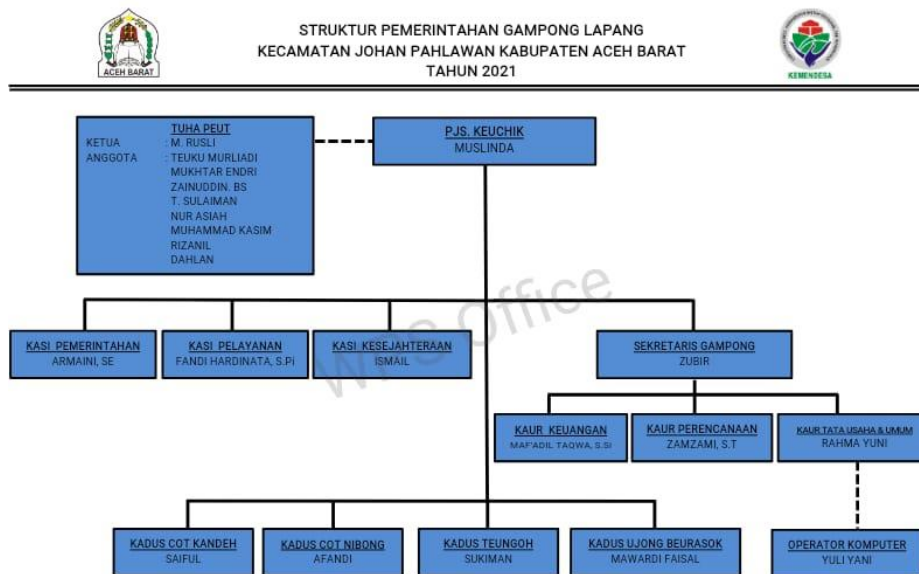 STRUKTUR PEMERINTAHAN GAMPONG LAPANG
KECAMATAN JOHAN PAHLAWAN KABUPATEN ACEH BARAT
TAHUN 2021
ACEH BARAT
KEMENDESA
TUHA PEUT
KETUA : M. RUSLI
ANGGOTA : TEUKU MURLIADI
MUKHTAR ENDRI
ZAINUDDIN. BS
T. SULAIMAN
NUR ASIAH
MUHAMMAD KASIM
RIZANIL
DAHLAN
PJS. KEUCHIK
MUSLINDA
KASI PEMERINTAHAN
ARMAINI, SE
KASI PELAYANAN
FANDI HARDINATA, S.Pi
KASI KESEJAHTERAAN
ISMAIL
SEKRETARIS GAMPONG
ZUBIR
KAUR KEUANGAN
MAF'ADIL TAQWA, S.Si
KAUR PERENCANAAN
ZAMZAMI, S.T
KAUR TATA USAHA & UMUM
RAHMA YUNI
KADUS COT KANDEH
SAIFUL
KADUS COT NIBONG
AFANDI
KADUS TEUNGOH
SUKIMAN
KADUS UJONG BEURASOK
MAWARDI FAISAL
OPERATOR KOMPUTER
YULI YANI
WPS Office